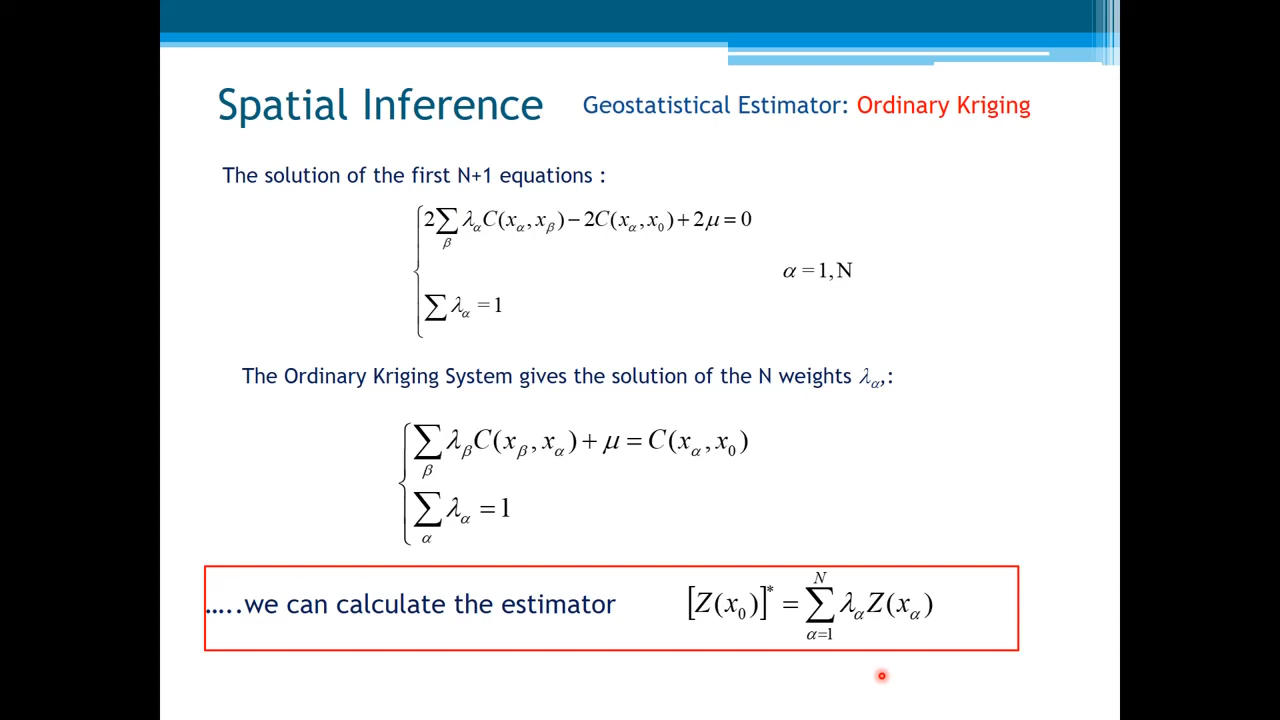 Spatial Inference Geostatistical Estimator: Ordinary Kriging
The solution of the first N+1 equations :
2∑_β λ_α C(x_α, x_β) − 2C(x_α, x_0) + 2μ = 0
α = 1, N
∑ λ_α = 1
The Ordinary Kriging System gives the solution of the N weights λ_α,:
∑_β λ_β C(x_β, x_α) + μ = C(x_α, x_0)
∑_α λ_α = 1
…..we can calculate the estimator [Z(x_0)]* = ∑_{α=1}^{N} λ_α Z(x_α)